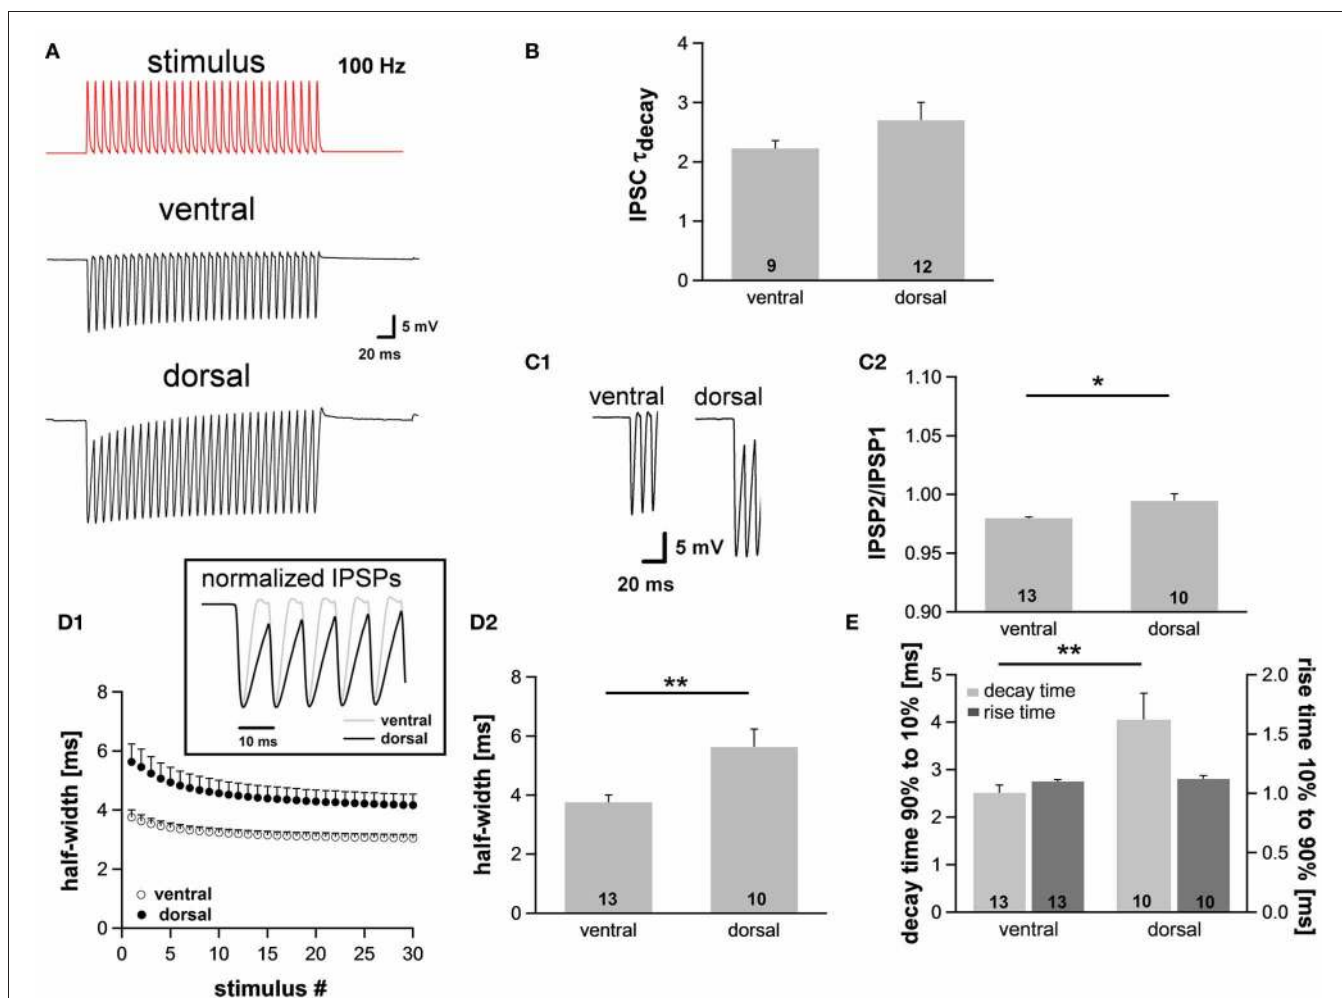 A
stimulus
100 Hz
ventral
5 mV
20 ms
dorsal
B
IPSC τdecay
4
3
2
1
0
9
12
ventral
dorsal
C1
ventral
dorsal
5 mV
20 ms
C2
IPSP2/IPSP1
1.10
1.05
1.00
0.95
0.90
*
13
10
ventral
dorsal
D1
normalized IPSPs
10 ms
ventral
dorsal
half-width [ms]
8
6
4
2
0
ventral
dorsal
0
5
10
15
20
25
30
stimulus #
D2
half-width [ms]
8
6
4
2
0
**
13
10
ventral
dorsal
E
decay time 90% to 10% [ms]
5
4
3
2
1
0
**
decay time
rise time
13
13
10
10
ventral
dorsal
2.0
1.5
1.0
0.5
0.0
rise time 10% to 90% [ms]